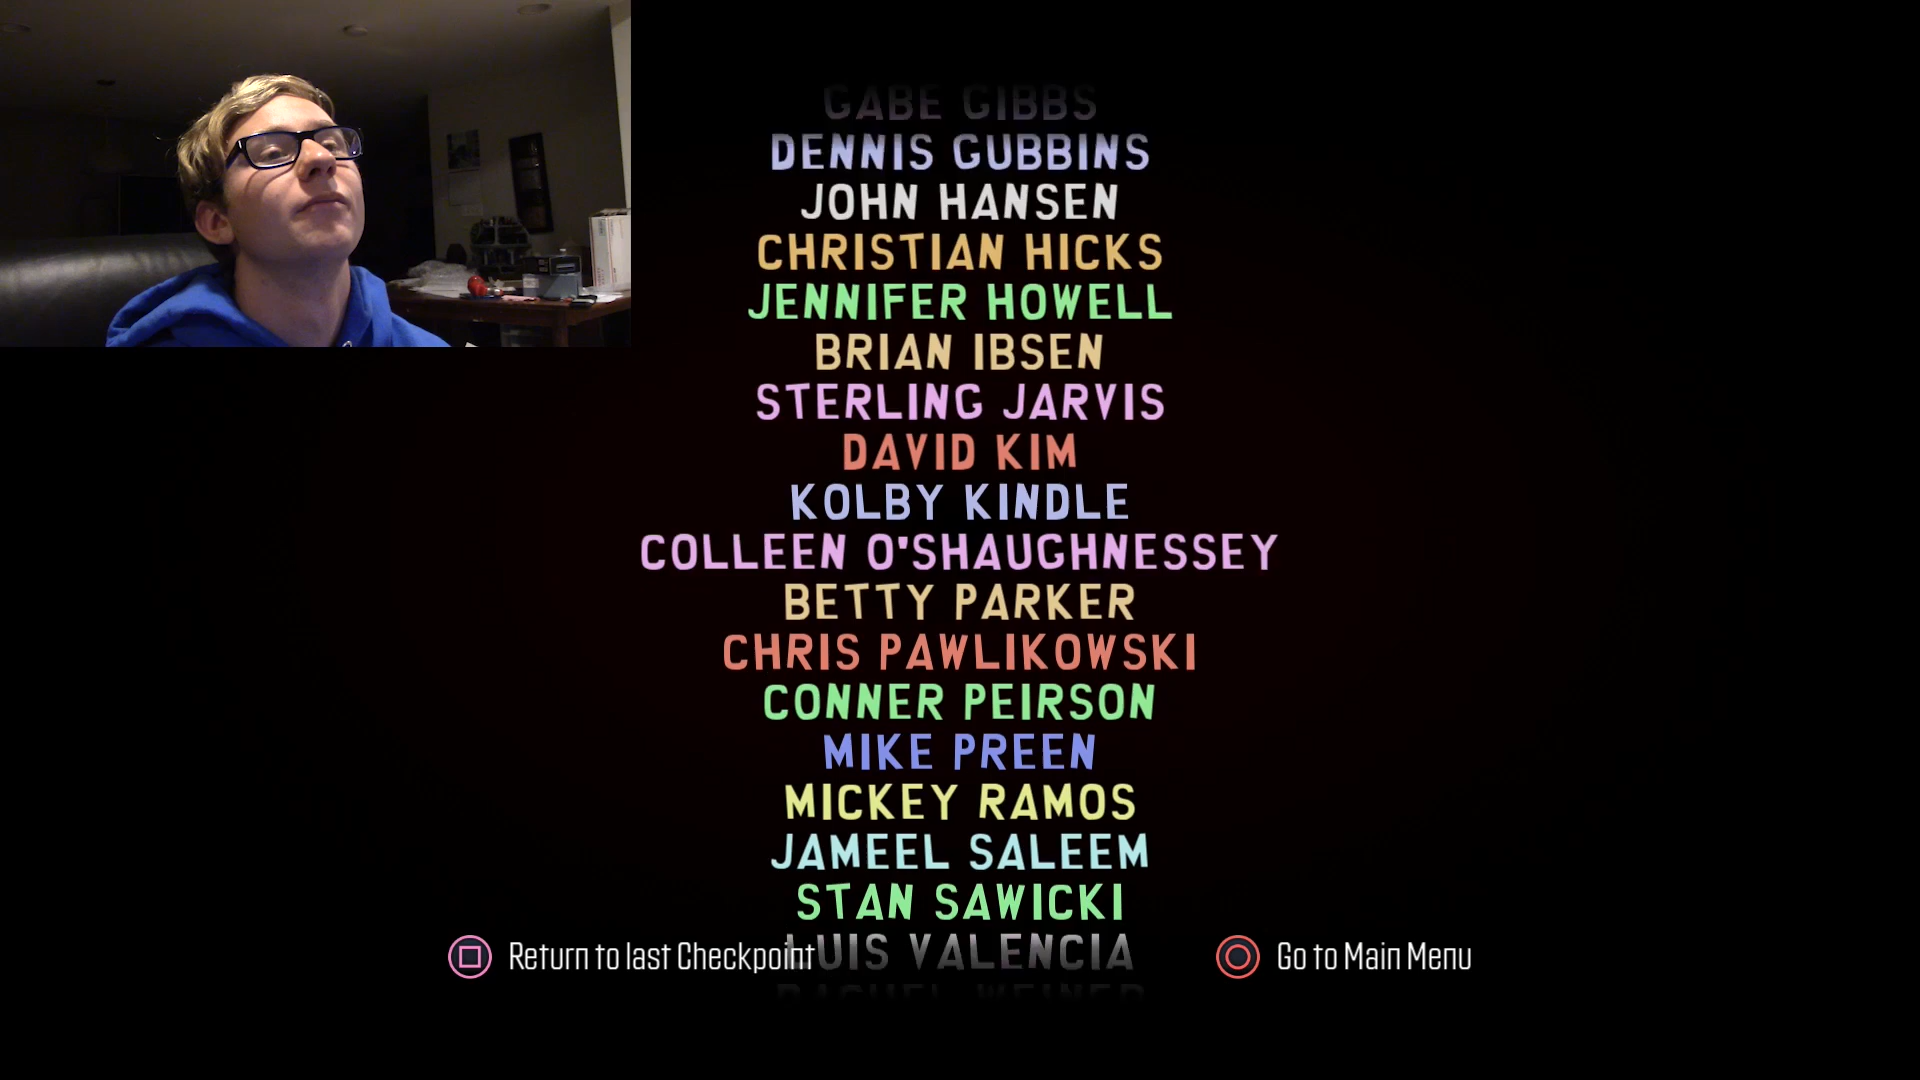 GABE GIBBS
DENNIS GUBBINS
JOHN HANSEN
CHRISTIAN HICKS
JENNIFER HOWELL
BRIAN IBSEN
STERLING JARVIS
DAVID KIM
KOLBY KINDLE
COLLEEN O'SHAUGHNESSEY
BETTY PARKER
CHRIS PAWLIKOWSKI
CONNER PEIRSON
MIKE PREEN
MICKEY RAMOS
JAMEEL SALEEM
STAN SAWICKI
LUIS VALENCIA
Return to last Checkpoint
Go to Main Menu
RACHEL WEINER